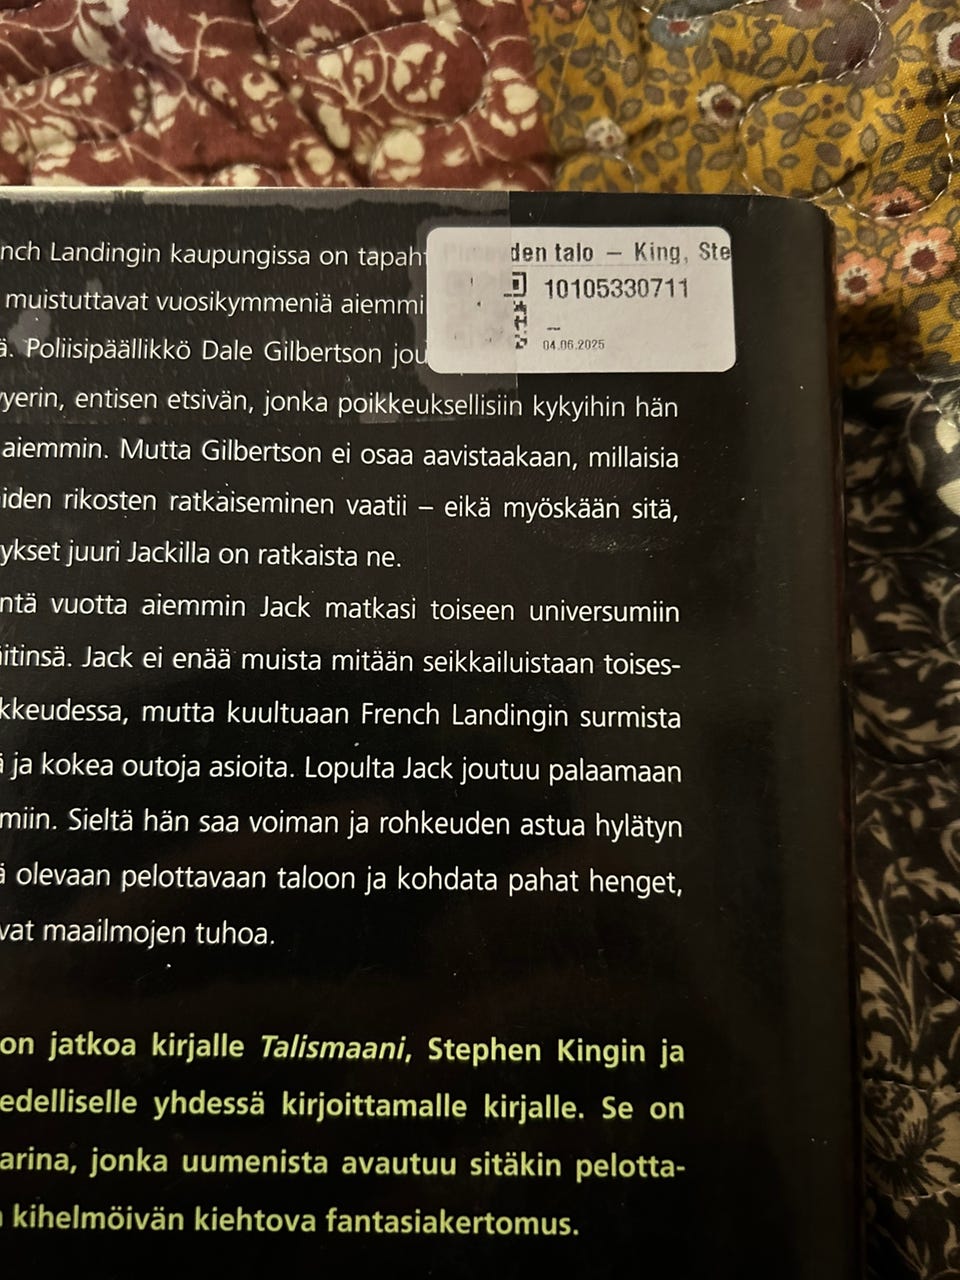 nch Landingin kaupungissa on tapaht
den talo – King, Ste
10105330711
–
04.06.2025
muistuttavat vuosikymmeniä aiemmi
ä. Poliisipäällikkö Dale Gilbertson jou
yerin, entisen etsivän, jonka poikkeuksellisiin kykyihin hän
aiemmin. Mutta Gilbertson ei osaa aavistaakaan, millaisia
iden rikosten ratkaiseminen vaatii – eikä myöskään sitä,
ykset juuri Jackilla on ratkaista ne.
ntä vuotta aiemmin Jack matkasi toiseen universumiin
itinsä. Jack ei enää muista mitään seikkailuistaan toises-
kkeudessa, mutta kuultuaan French Landingin surmista
ä ja kokea outoja asioita. Lopulta Jack joutuu palaamaan
miin. Sieltä hän saa voiman ja rohkeuden astua hylätyn
ä olevaan pelottavaan taloon ja kohdata pahat henget,
vat maailmojen tuhoa.
on jatkoa kirjalle Talismaani, Stephen Kingin ja
edelliselle yhdessä kirjoittamalle kirjalle. Se on
arina, jonka uumenista avautuu sitäkin pelotta-
kihelmöivän kiehtova fantasiakertomus.